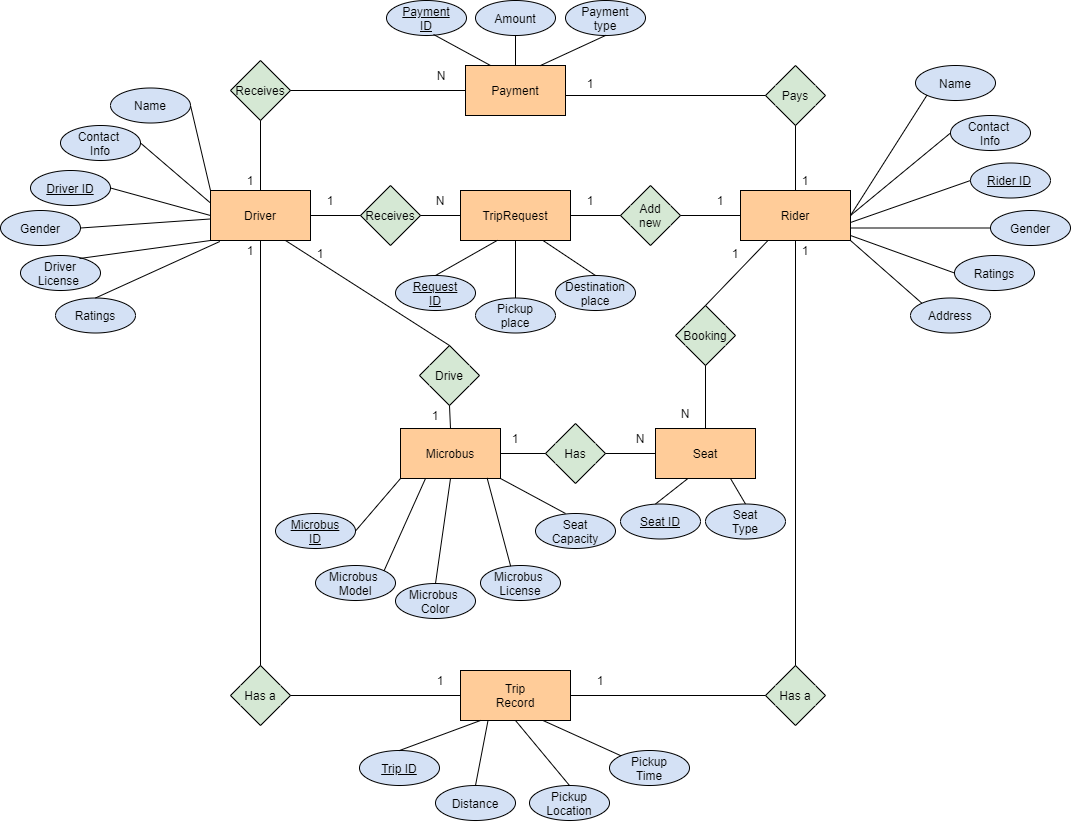 Payment
ID
Amount
Payment
type
N
1
Receives
Payment
Pays
Name
Name
Contact
Info
Contact
Info
Driver ID
1
1
Rider ID
Driver
1
Receives
N
TripRequest
1
Add
new
1
Rider
Gender
Gender
1
1
1
1
Driver
License
Ratings
Request
ID
Destination
place
Ratings
Pickup
place
Address
Booking
Drive
1
N
Microbus
1
Has
N
Seat
Microbus
ID
Seat
Capacity
Seat ID
Seat
Type
Microbus
Model
Microbus
Color
Microbus
License
1
1
Has a
Trip
Record
Has a
Trip ID
Pickup
Time
Distance
Pickup
Location